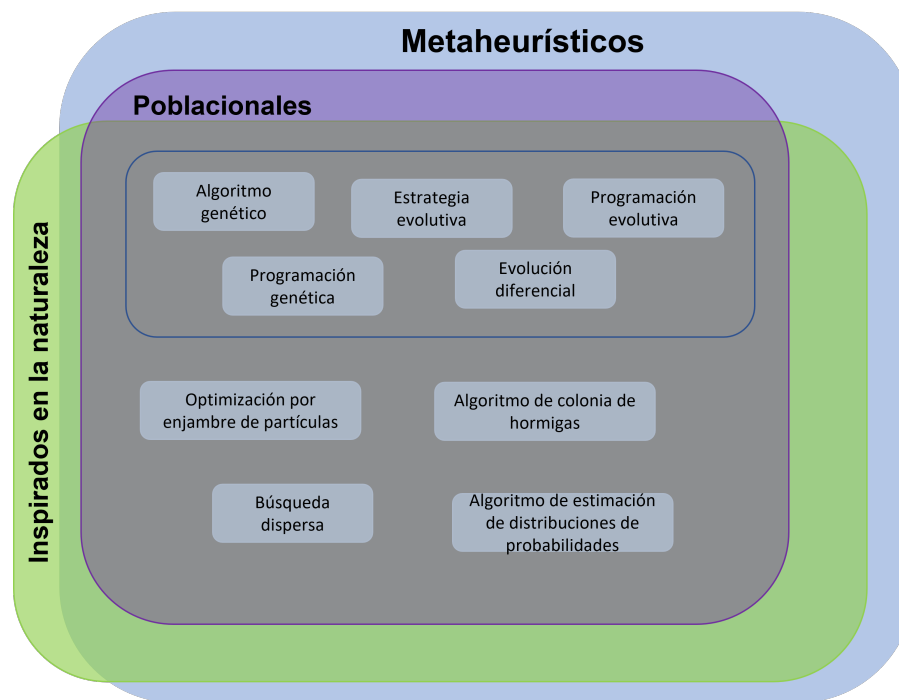 Metaheurísticos
Poblacionales
Inspirados en la naturaleza
Algoritmo
genético
Estrategia
evolutiva
Programación
evolutiva
Programación
genética
Evolución
diferencial
Optimización por
enjambre de partículas
Algoritmo de colonia de
hormigas
Búsqueda
dispersa
Algoritmo de estimación
de distribuciones de
probabilidades